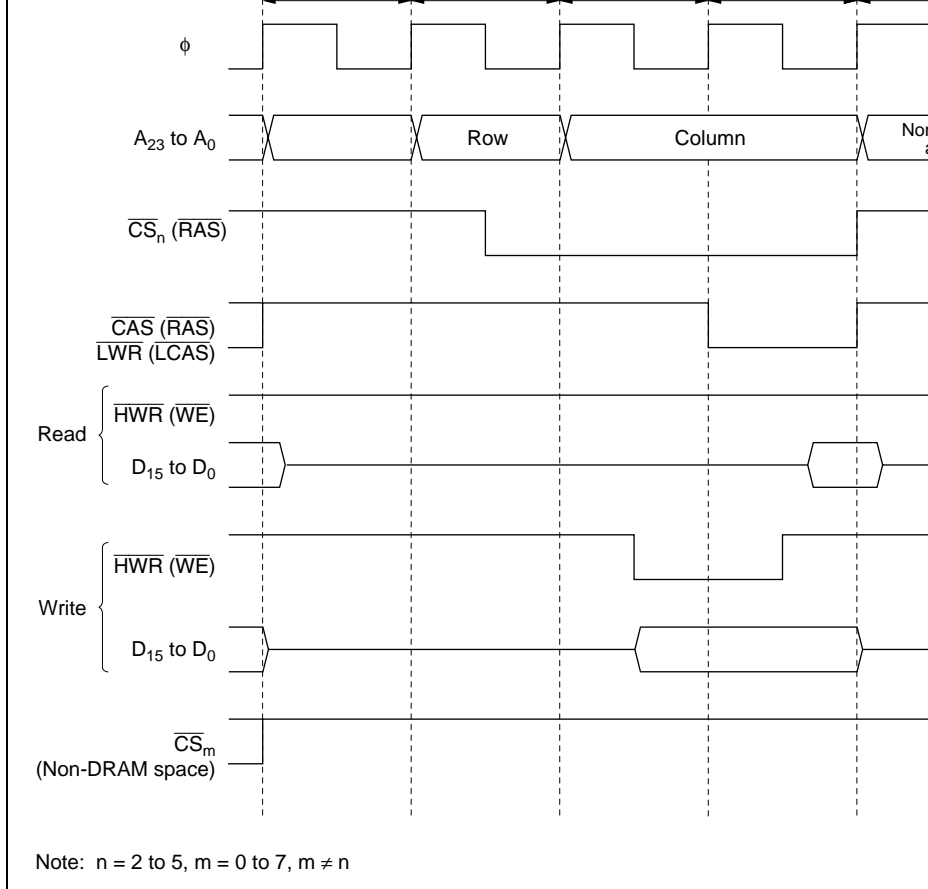 φ
A23 to A0
Row
Column
CSn (RAS)
CAS (RAS)
LWR (LCAS)
Read
HWR (WE)
D15 to D0
HWR (WE)
Write
D15 to D0
CSm
(Non-DRAM space)
Note: n = 2 to 5, m = 0 to 7, m ≠ n